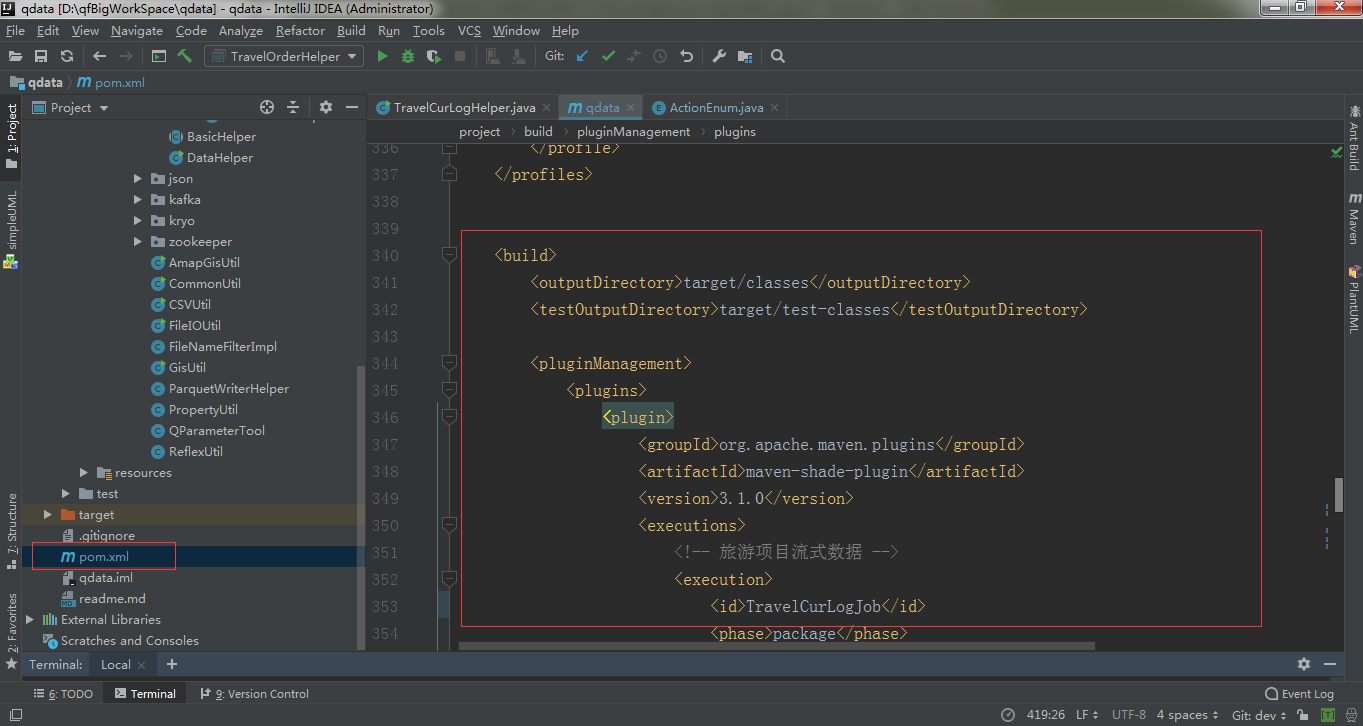 qdata [D:\qfBigWorkSpace\qdata] - qdata - IntelliJ IDEA (Administrator)
File Edit View Navigate Code Analyze Refactor Build Run Tools VCS Window Help
TravelOrderHelper Git:
qdata pom.xml
Project
TravelCurLogHelper.java qdata ActionEnum.java
project build pluginManagement plugins
1: Project
simpleUML
7: Structure
2: Favorites
BasicHelper
DataHelper
json
kafka
kryo
zookeeper
AmapGisUtil
CommonUtil
CSVUtil
FileIOUtil
FileNameFilterImpl
GisUtil
ParquetWriterHelper
PropertyUtil
QParameterTool
ReflexUtil
resources
test
target
.gitignore
pom.xml
qdata.iml
readme.md
External Libraries
Scratches and Consoles
336 </profile>
337 </profiles>
338
339
340 <build>
341 <outputDirectory>target/classes</outputDirectory>
342 <testOutputDirectory>target/test-classes</testOutputDirectory>
343
344 <pluginManagement>
345 <plugins>
346 <plugin>
347 <groupId>org.apache.maven.plugins</groupId>
348 <artifactId>maven-shade-plugin</artifactId>
349 <version>3.1.0</version>
350 <executions>
351 <!-- 旅游项目流式数据 -->
352 <execution>
353 <id>TravelCurLogJob</id>
354 <phase>package</phase>
Ant Build
Maven
PlantUML
Terminal: Local
6: TODO Terminal 9: Version Control Event Log
419:26 LF UTF-8 4 spaces Git: dev